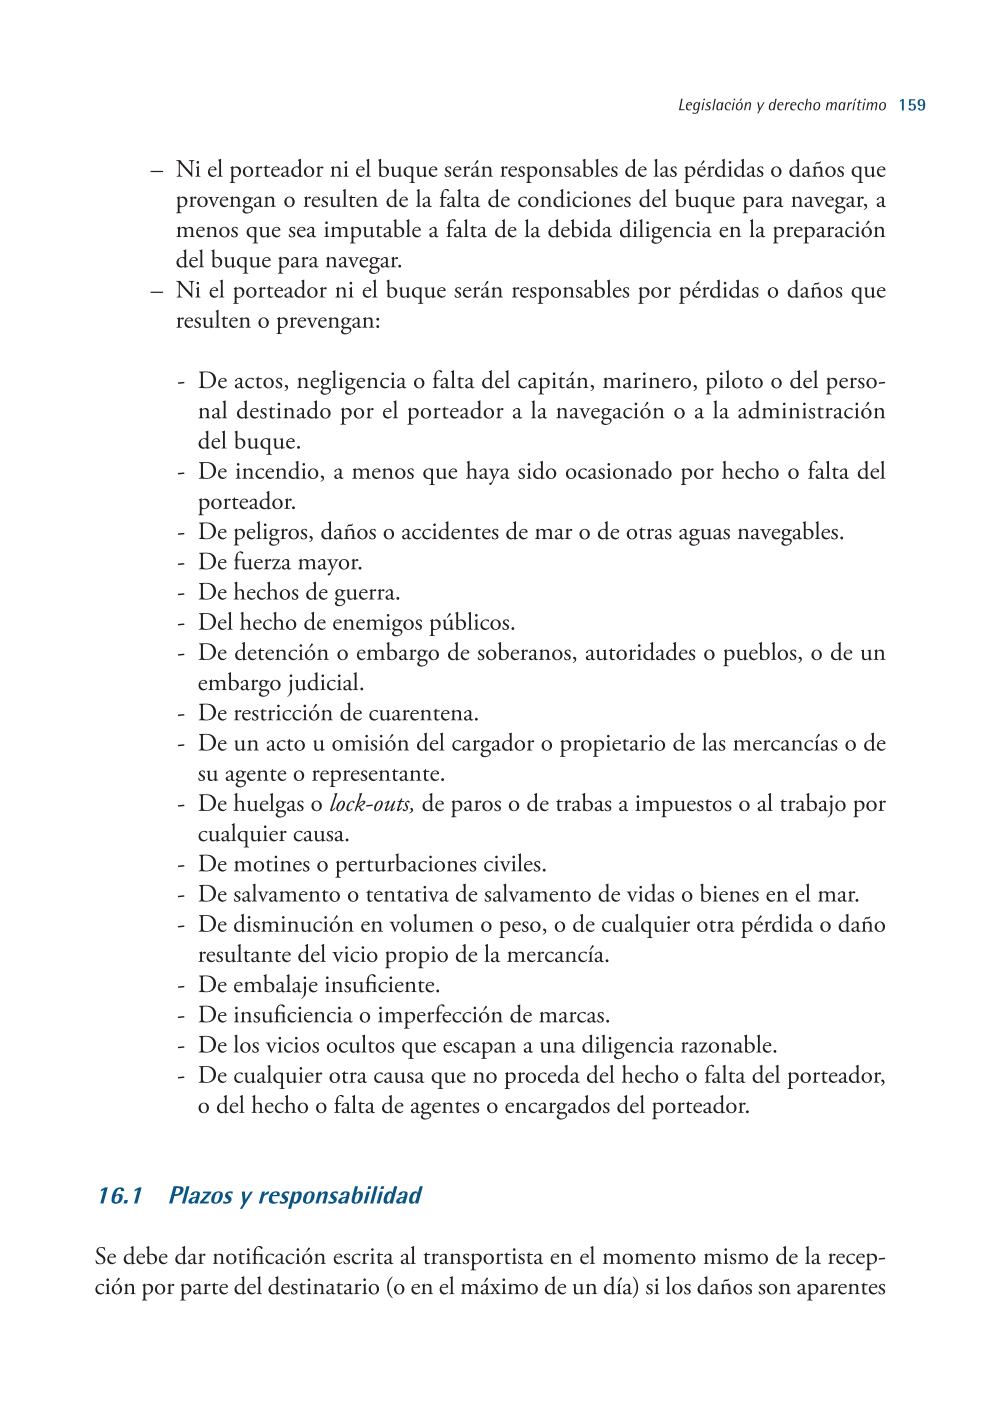 Legislación y derecho marítimo 159
– Ni el porteador ni el buque serán responsables de las pérdidas o daños que
provengan o resulten de la falta de condiciones del buque para navegar, a
menos que sea imputable a falta de la debida diligencia en la preparación
del buque para navegar.
– Ni el porteador ni el buque serán responsables por pérdidas o daños que
resulten o prevengan:
- De actos, negligencia o falta del capitán, marinero, piloto o del perso-
nal destinado por el porteador a la navegación o a la administración
del buque.
- De incendio, a menos que haya sido ocasionado por hecho o falta del
porteador.
- De peligros, daños o accidentes de mar o de otras aguas navegables.
- De fuerza mayor.
- De hechos de guerra.
- Del hecho de enemigos públicos.
- De detención o embargo de soberanos, autoridades o pueblos, o de un
embargo judicial.
- De restricción de cuarentena.
- De un acto u omisión del cargador o propietario de las mercancías o de
su agente o representante.
- De huelgas o lock-outs, de paros o de trabas a impuestos o al trabajo por
cualquier causa.
- De motines o perturbaciones civiles.
- De salvamento o tentativa de salvamento de vidas o bienes en el mar.
- De disminución en volumen o peso, o de cualquier otra pérdida o daño
resultante del vicio propio de la mercancía.
- De embalaje insuficiente.
- De insuficiencia o imperfección de marcas.
- De los vicios ocultos que escapan a una diligencia razonable.
- De cualquier otra causa que no proceda del hecho o falta del porteador,
o del hecho o falta de agentes o encargados del porteador.
16.1 Plazos y responsabilidad
Se debe dar notificación escrita al transportista en el momento mismo de la recep-
ción por parte del destinatario (o en el máximo de un día) si los daños son aparentes